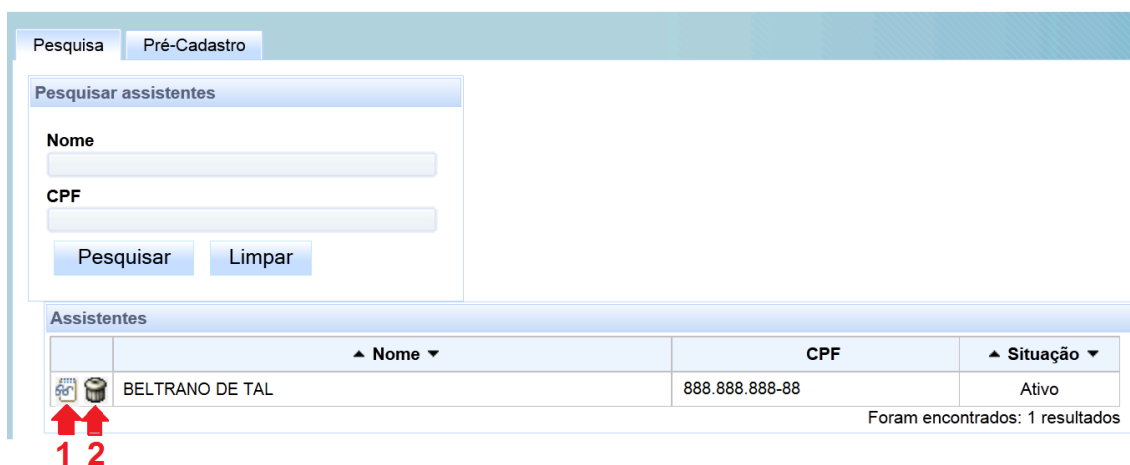 Pesquisa Pré-Cadastro
Pesquisar assistentes
Nome
CPF
Pesquisar Limpar
Assistentes
▲ Nome ▼ CPF ▲ Situação ▼
BELTRANO DE TAL 888.888.888-88 Ativo
Foram encontrados: 1 resultados
1 2